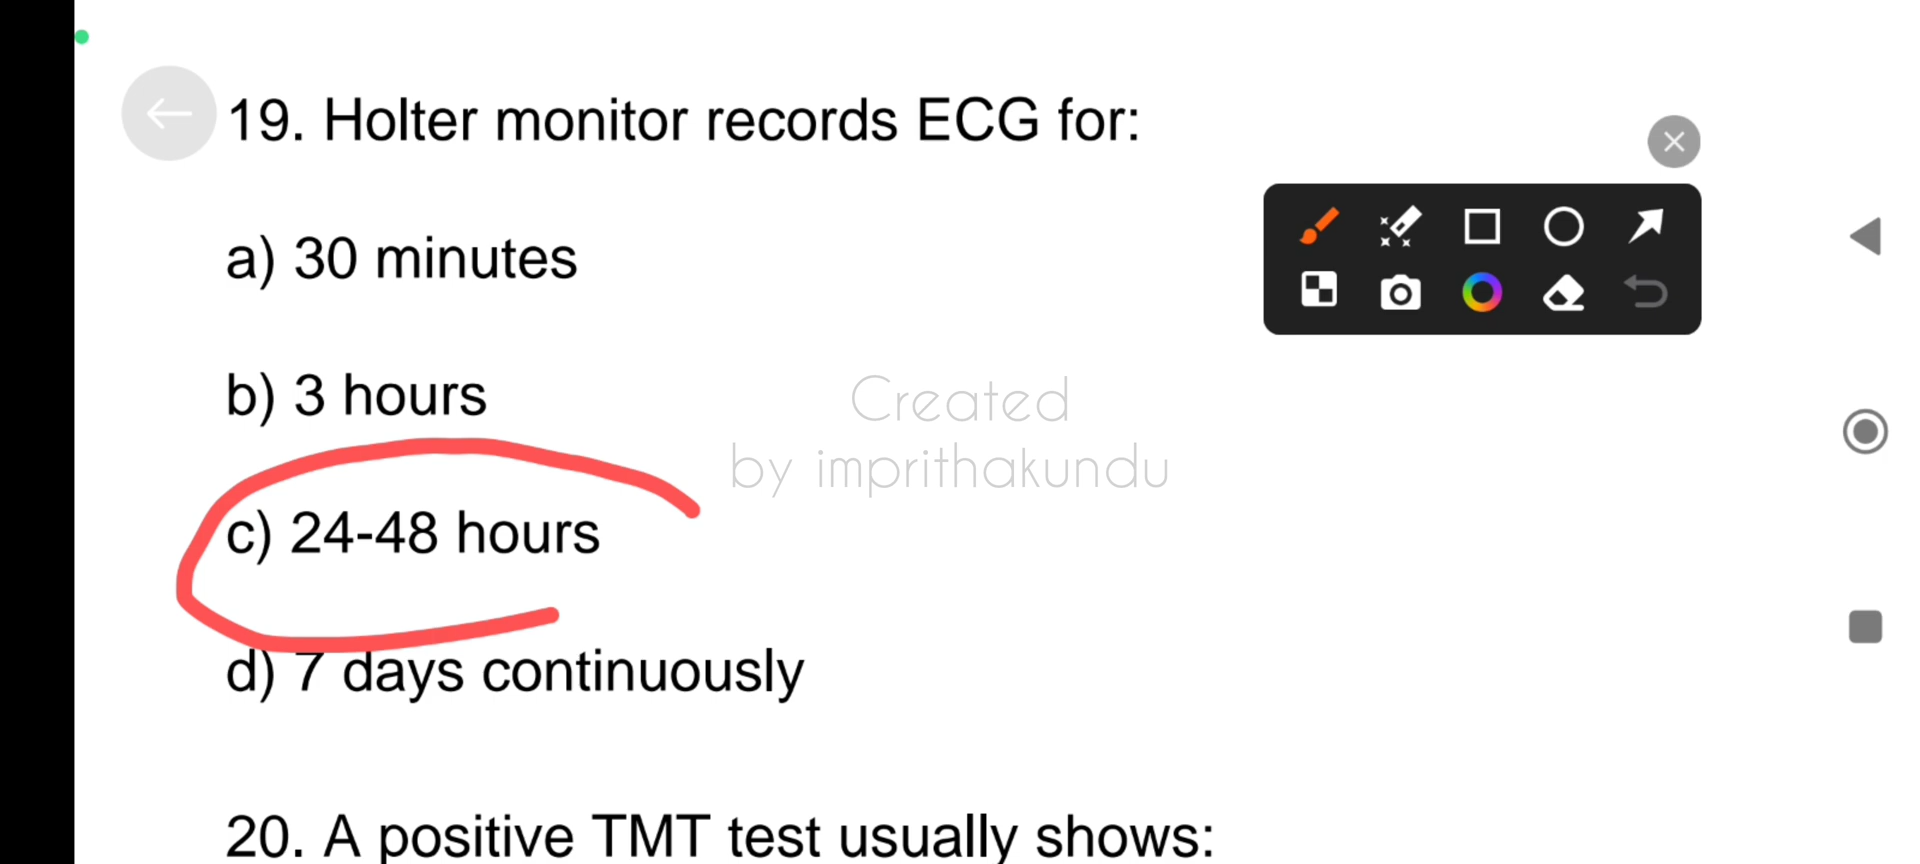 19. Holter monitor records ECG for:
a) 30 minutes
b) 3 hours
Created
by imprithakundu
c) 24-48 hours
d) 7 days continuously
20. A positive TMT test usually shows: